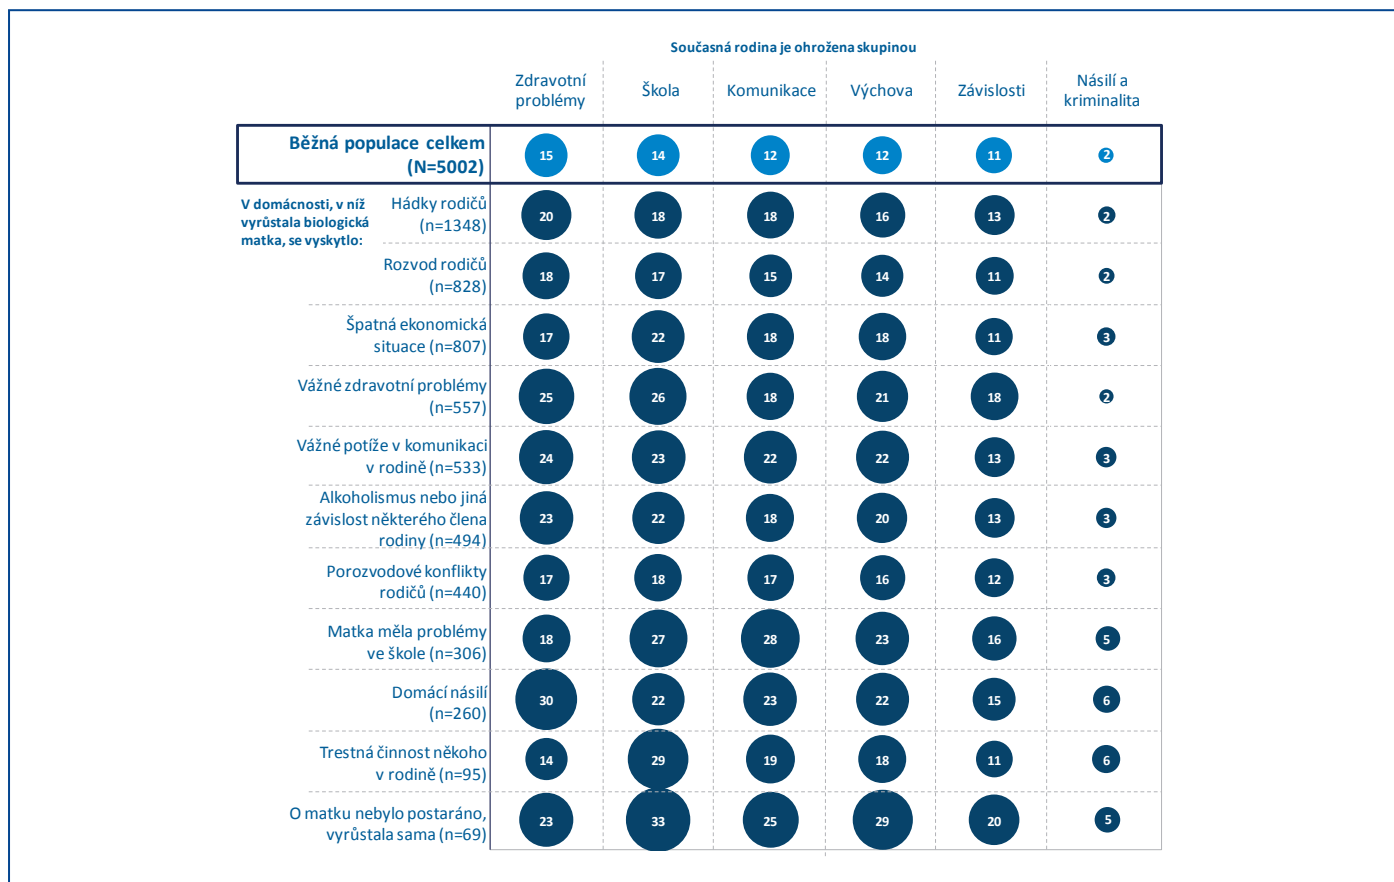 Současná rodina je ohrožena skupinou
Zdravotní problémy
Škola
Komunikace
Výchova
Závislosti
Násilí a kriminalita
Běžná populace celkem
(N=5002)
15 14 12 12 11 2
V domácnosti, v níž
vyrůstala biologická
matka, se vyskytlo:
Hádky rodičů
(n=1348)
20 18 18 16 13 2
Rozvod rodičů
(n=828)
18 17 15 14 11 2
Špatná ekonomická
situace (n=807)
17 22 18 18 11 3
Vážné zdravotní problémy
(n=557)
25 26 18 21 18 2
Vážné potíže v komunikaci
v rodině (n=533)
24 23 22 22 13 3
Alkoholismus nebo jiná
závislost některého člena
rodiny (n=494)
23 22 18 20 13 3
Porozvodové konflikty
rodičů (n=440)
17 18 17 16 12 3
Matka měla problémy
ve škole (n=306)
18 27 28 23 16 5
Domácí násilí
(n=260)
30 22 23 22 15 6
Trestná činnost někoho
v rodině (n=95)
14 29 19 18 11 6
O matku nebylo postaráno,
vyrůstala sama (n=69)
23 33 25 29 20 5